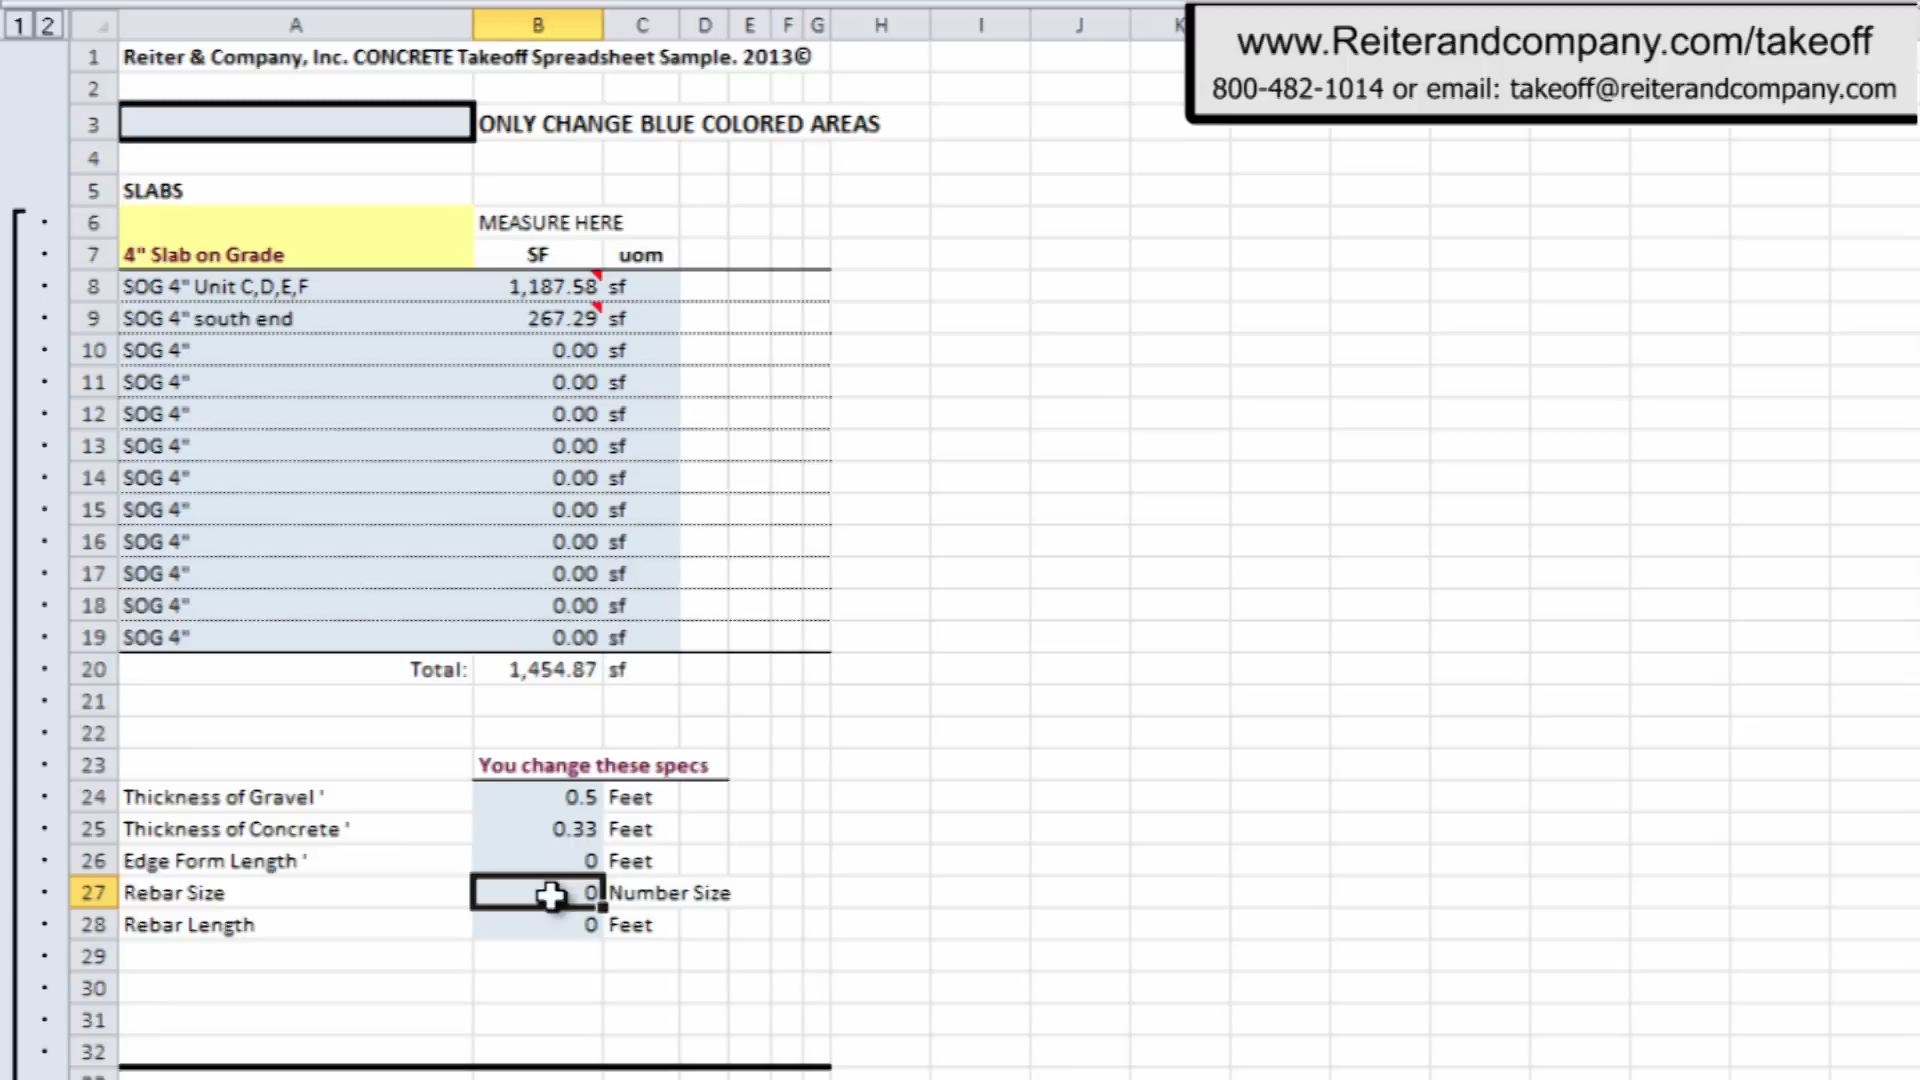 www.Reiterandcompany.com/takeoff
800-482-1014 or email: takeoff@reiterandcompany.com
1 2 A B C D E F G H I J K
1 Reiter & Company, Inc. CONCRETE Takeoff Spreadsheet Sample. 2013©
2
3 ONLY CHANGE BLUE COLORED AREAS
4
5 SLABS
6 MEASURE HERE
7 4" Slab on Grade SF uom
8 SOG 4" Unit C,D,E,F 1,187.58 sf
9 SOG 4" south end 267.29 sf
10 SOG 4" 0.00 sf
11 SOG 4" 0.00 sf
12 SOG 4" 0.00 sf
13 SOG 4" 0.00 sf
14 SOG 4" 0.00 sf
15 SOG 4" 0.00 sf
16 SOG 4" 0.00 sf
17 SOG 4" 0.00 sf
18 SOG 4" 0.00 sf
19 SOG 4" 0.00 sf
20 Total: 1,454.87 sf
21
22
23 You change these specs
24 Thickness of Gravel ' 0.5 Feet
25 Thickness of Concrete ' 0.33 Feet
26 Edge Form Length ' 0 Feet
27 Rebar Size 0 Number Size
28 Rebar Length 0 Feet
29
30
31
32